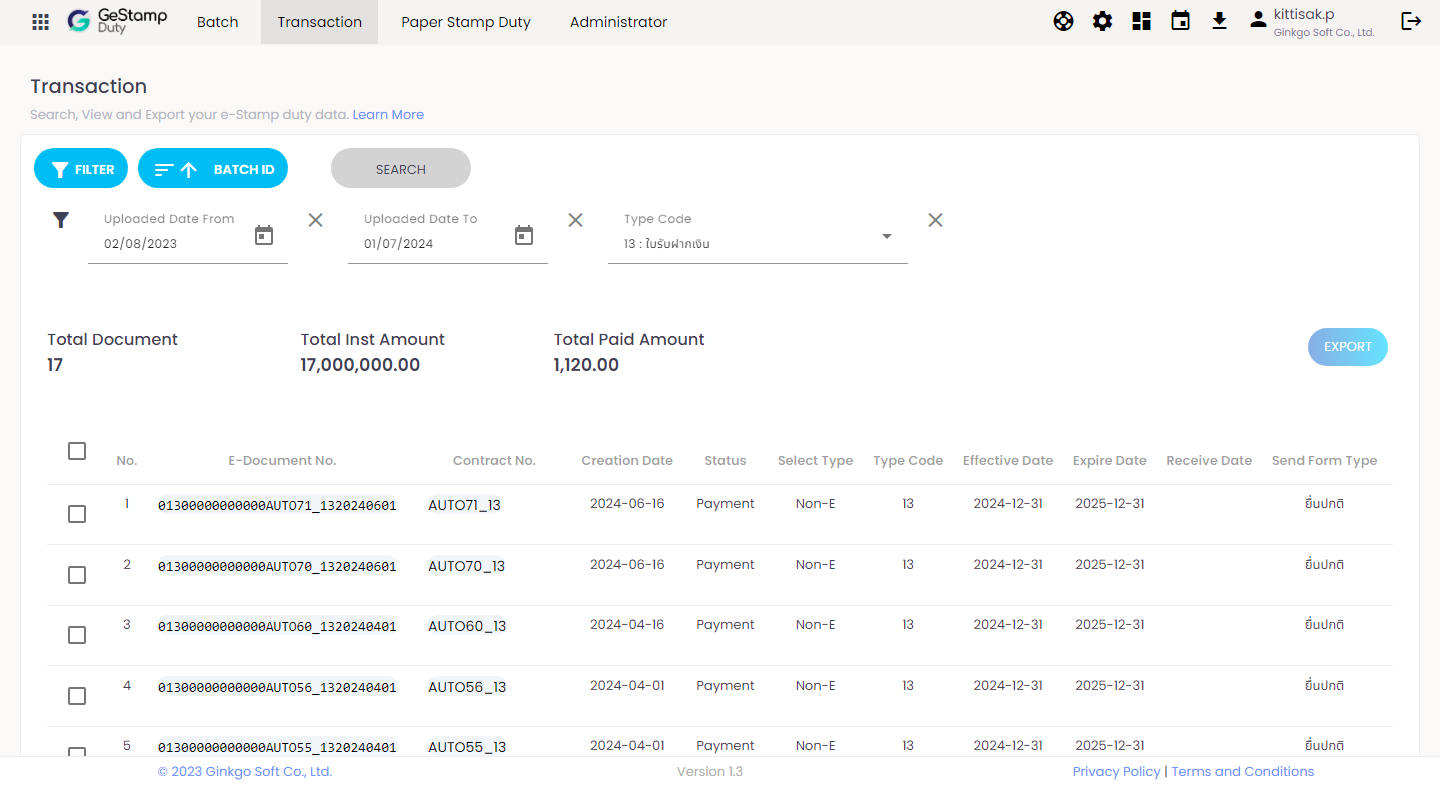 GeStamp
Duty
Batch
Transaction
Paper Stamp Duty
Administrator
kittisak.p
Ginkgo Soft Co., Ltd.
Transaction
Search, View and Export your e-Stamp duty data. Learn More
FILTER
BATCH ID
SEARCH
Uploaded Date From
02/08/2023
Uploaded Date To
01/07/2024
Type Code
13 : ใบรับฝากเงิน
Total Document
17
Total Inst Amount
17,000,000.00
Total Paid Amount
1,120.00
EXPORT
No. E-Document No. Contract No. Creation Date Status Select Type Type Code Effective Date Expire Date Receive Date Send Form Type
1 01300000000000AUTO71_1320240601 AUTO71_13 2024-06-16 Payment Non-E 13 2024-12-31 2025-12-31 ยื่นปกติ
2 01300000000000AUTO70_1320240601 AUTO70_13 2024-06-16 Payment Non-E 13 2024-12-31 2025-12-31 ยื่นปกติ
3 01300000000000AUTO60_1320240401 AUTO60_13 2024-04-16 Payment Non-E 13 2024-12-31 2025-12-31 ยื่นปกติ
4 01300000000000AUTO56_1320240401 AUTO56_13 2024-04-01 Payment Non-E 13 2024-12-31 2025-12-31 ยื่นปกติ
5 01300000000000AUTO55_1320240401 AUTO55_13 2024-04-01 Payment Non-E 13 2024-12-31 2025-12-31 ยื่นปกติ
© 2023 Ginkgo Soft Co., Ltd.
Version 1.3
Privacy Policy | Terms and Conditions